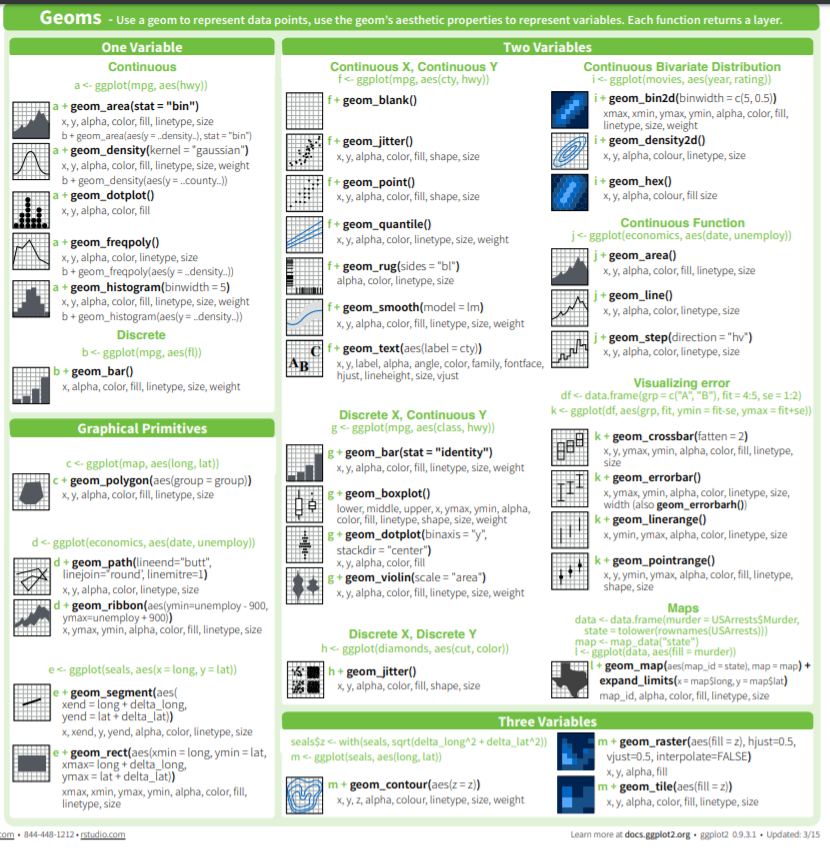 Geoms - Use a geom to represent data points, use the geom's aesthetic properties to represent variables. Each function returns a layer.
One Variable
Continuous
a <- ggplot(mpg, aes(hwy))
a + geom_area(stat = "bin")
x, y, alpha, color, fill, linetype, size
b + geom_area(aes(y = ..density..), stat = "bin")
a + geom_density(kernel = "gaussian")
x, y, alpha, color, fill, linetype, size, weight
b + geom_density(aes(y = ..county..))
a + geom_dotplot()
x, y, alpha, color, fill
a + geom_freqpoly()
x, y, alpha, color, linetype, size
b + geom_freqpoly(aes(y = ..density..))
a + geom_histogram(binwidth = 5)
x, y, alpha, color, fill, linetype, size, weight
b + geom_histogram(aes(y = ..density..))
Discrete
b <- ggplot(mpg, aes(fl))
b + geom_bar()
x, alpha, color, fill, linetype, size, weight
Graphical Primitives
c <- ggplot(map, aes(long, lat))
c + geom_polygon(aes(group = group))
x, y, alpha, color, fill, linetype, size
d <- ggplot(economics, aes(date, unemploy))
d + geom_path(lineend="butt",
linejoin="round', linemitre=1)
x, y, alpha, color, linetype, size
d + geom_ribbon(aes(ymin=unemploy - 900,
ymax=unemploy + 900))
x, ymax, ymin, alpha, color, fill, linetype, size
e <- ggplot(seals, aes(x = long, y = lat))
e + geom_segment(aes(
xend = long + delta_long,
yend = lat + delta_lat))
x, xend, y, yend, alpha, color, linetype, size
e + geom_rect(aes(xmin = long, ymin = lat,
xmax= long + delta_long,
ymax = lat + delta_lat))
xmax, xmin, ymax, ymin, alpha, color, fill,
linetype, size
Two Variables
Continuous X, Continuous Y
f <- ggplot(mpg, aes(cty, hwy))
f + geom_blank()
f + geom_jitter()
x, y, alpha, color, fill, shape, size
f + geom_point()
x, y, alpha, color, fill, shape, size
f + geom_quantile()
x, y, alpha, color, linetype, size, weight
f + geom_rug(sides = "bl")
alpha, color, linetype, size
f + geom_smooth(model = lm)
x, y, alpha, color, fill, linetype, size, weight
C
AB
f + geom_text(aes(label = cty))
x, y, label, alpha, angle, color, family, fontface,
hjust, lineheight, size, vjust
Discrete X, Continuous Y
g <- ggplot(mpg, aes(class, hwy))
g + geom_bar(stat = "identity")
x, y, alpha, color, fill, linetype, size, weight
g + geom_boxplot()
lower, middle, upper, x, ymax, ymin, alpha,
color, fill, linetype, shape, size, weight
g + geom_dotplot(binaxis = "y",
stackdir = "center")
x, y, alpha, color, fill
g + geom_violin(scale = "area")
x, y, alpha, color, fill, linetype, size, weight
Discrete X, Discrete Y
h <- ggplot(diamonds, aes(cut, color))
h + geom_jitter()
x, y, alpha, color, fill, shape, size
Continuous Bivariate Distribution
i <- ggplot(movies, aes(year, rating))
i + geom_bin2d(binwidth = c(5, 0.5))
xmax, xmin, ymax, ymin, alpha, color, fill,
linetype, size, weight
i + geom_density2d()
x, y, alpha, colour, linetype, size
i + geom_hex()
x, y, alpha, colour, fill size
Continuous Function
j <- ggplot(economics, aes(date, unemploy))
j + geom_area()
x, y, alpha, color, fill, linetype, size
j + geom_line()
x, y, alpha, color, linetype, size
j + geom_step(direction = "hv")
x, y, alpha, color, linetype, size
Visualizing error
df <- data.frame(grp = c("A", "B"), fit = 4:5, se = 1:2)
k <- ggplot(df, aes(grp, fit, ymin = fit-se, ymax = fit+se))
k + geom_crossbar(fatten = 2)
x, y, ymax, ymin, alpha, color, fill, linetype,
size
k + geom_errorbar()
x, ymax, ymin, alpha, color, linetype, size,
width (also geom_errorbarh())
k + geom_linerange()
x, ymin, ymax, alpha, color, linetype, size
k + geom_pointrange()
x, y, ymin, ymax, alpha, color, fill, linetype,
shape, size
Maps
data <- data.frame(murder = USArrests$Murder,
state = tolower(rownames(USArrests)))
map <- map_data("state")
l <- ggplot(data, aes(fill = murder))
l + geom_map(aes(map_id = state), map = map) +
expand_limits(x = map$long, y = map$lat)
map_id, alpha, color, fill, linetype, size
Three Variables
seals$z <- with(seals, sqrt(delta_long^2 + delta_lat^2))
m <- ggplot(seals, aes(long, lat))
m + geom_contour(aes(z = z))
x, y, z, alpha, colour, linetype, size, weight
m + geom_raster(aes(fill = z), hjust=0.5,
vjust=0.5, interpolate=FALSE)
x, y, alpha, fill
m + geom_tile(aes(fill = z))
x, y, alpha, color, fill, linetype, size
com • 844-448-1212 • rstudio.com
Learn more at docs.ggplot2.org • ggplot2 0.9.3.1 • Updated: 3/15